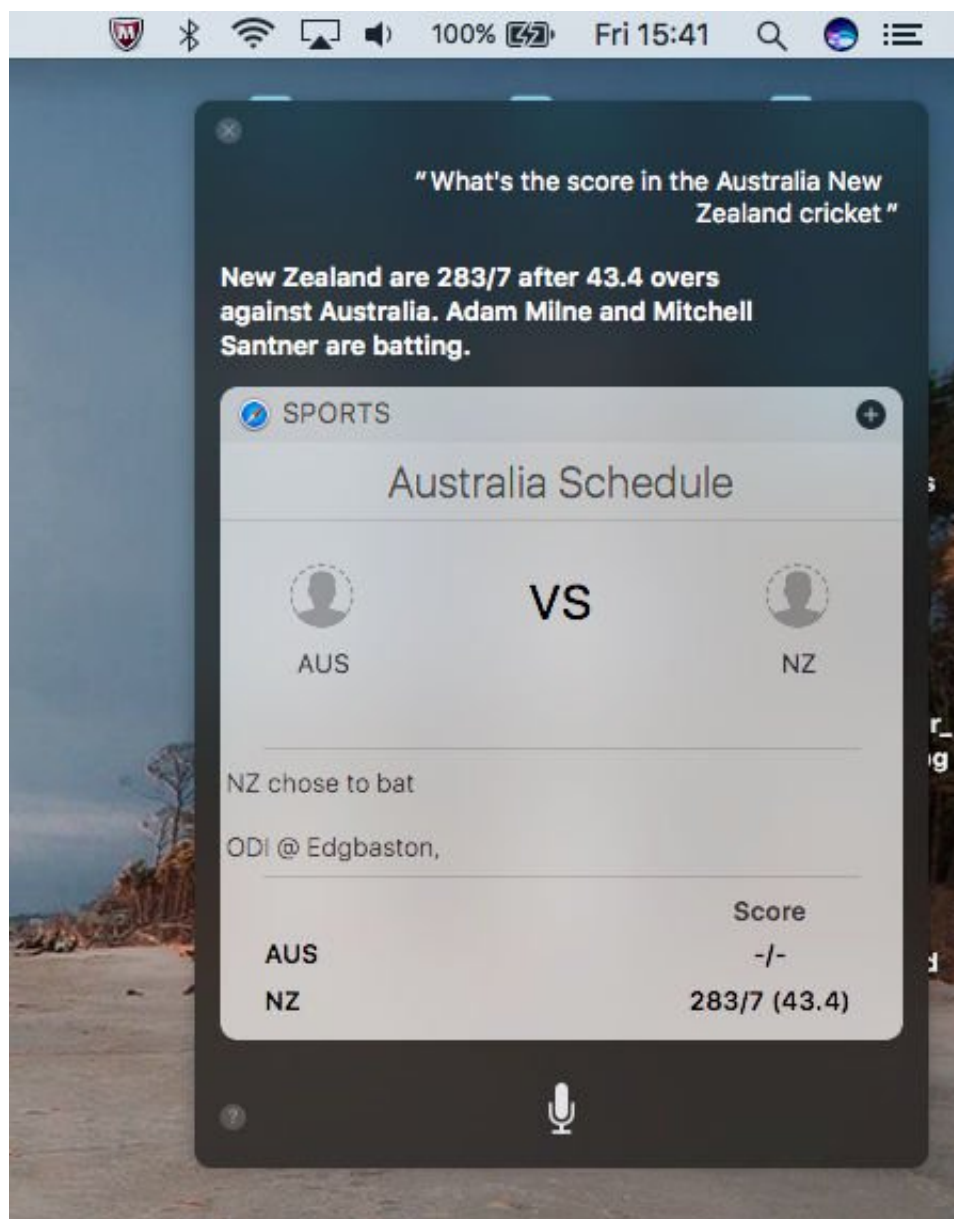 100% Fri 15:41
"What's the score in the Australia New
Zealand cricket"
New Zealand are 283/7 after 43.4 overs
against Australia. Adam Milne and Mitchell
Santner are batting.
SPORTS
Australia Schedule
VS
AUS NZ
NZ chose to bat
ODI @ Edgbaston,
Score
AUS -/-
NZ 283/7 (43.4)
?